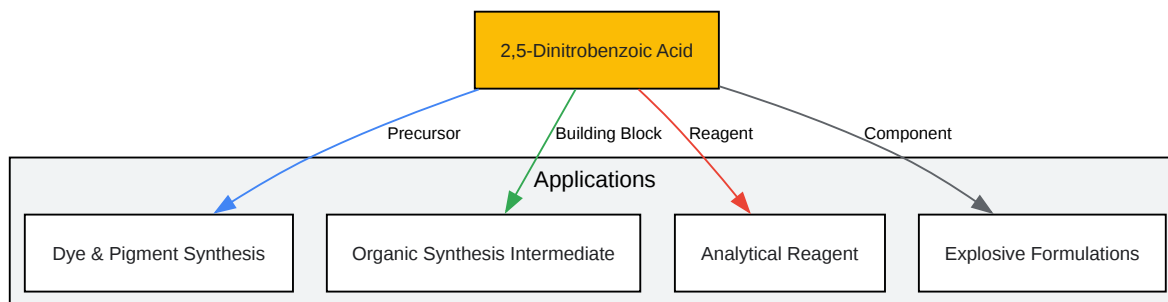 2,5-Dinitrobenzoic Acid
Precursor
Building Block
Reagent
Component
Applications
Dye & Pigment Synthesis
Organic Synthesis Intermediate
Analytical Reagent
Explosive Formulations